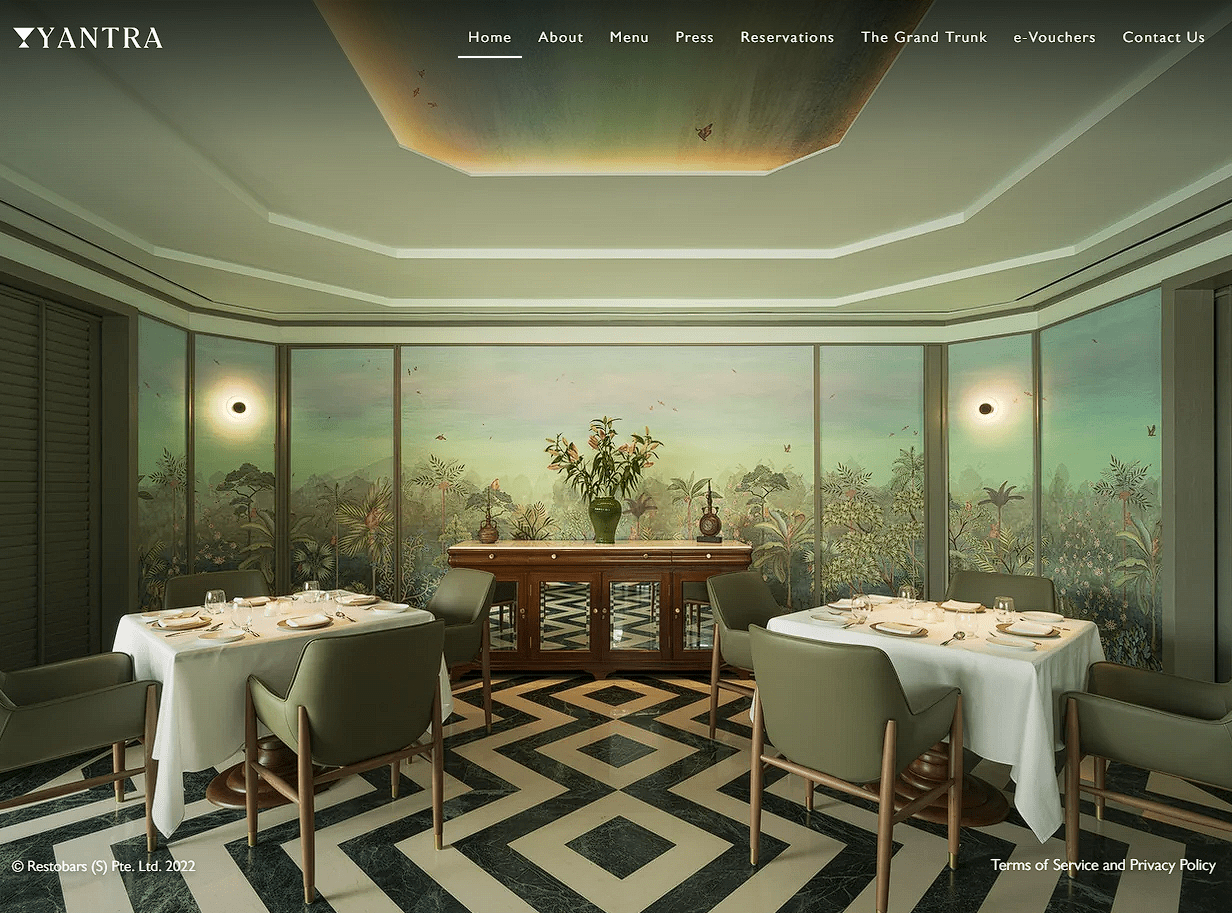 YANTRA
Home About Menu Press Reservations The Grand Trunk e-Vouchers Contact Us
© Restobars (S) Pte. Ltd. 2022
Terms of Service and Privacy Policy